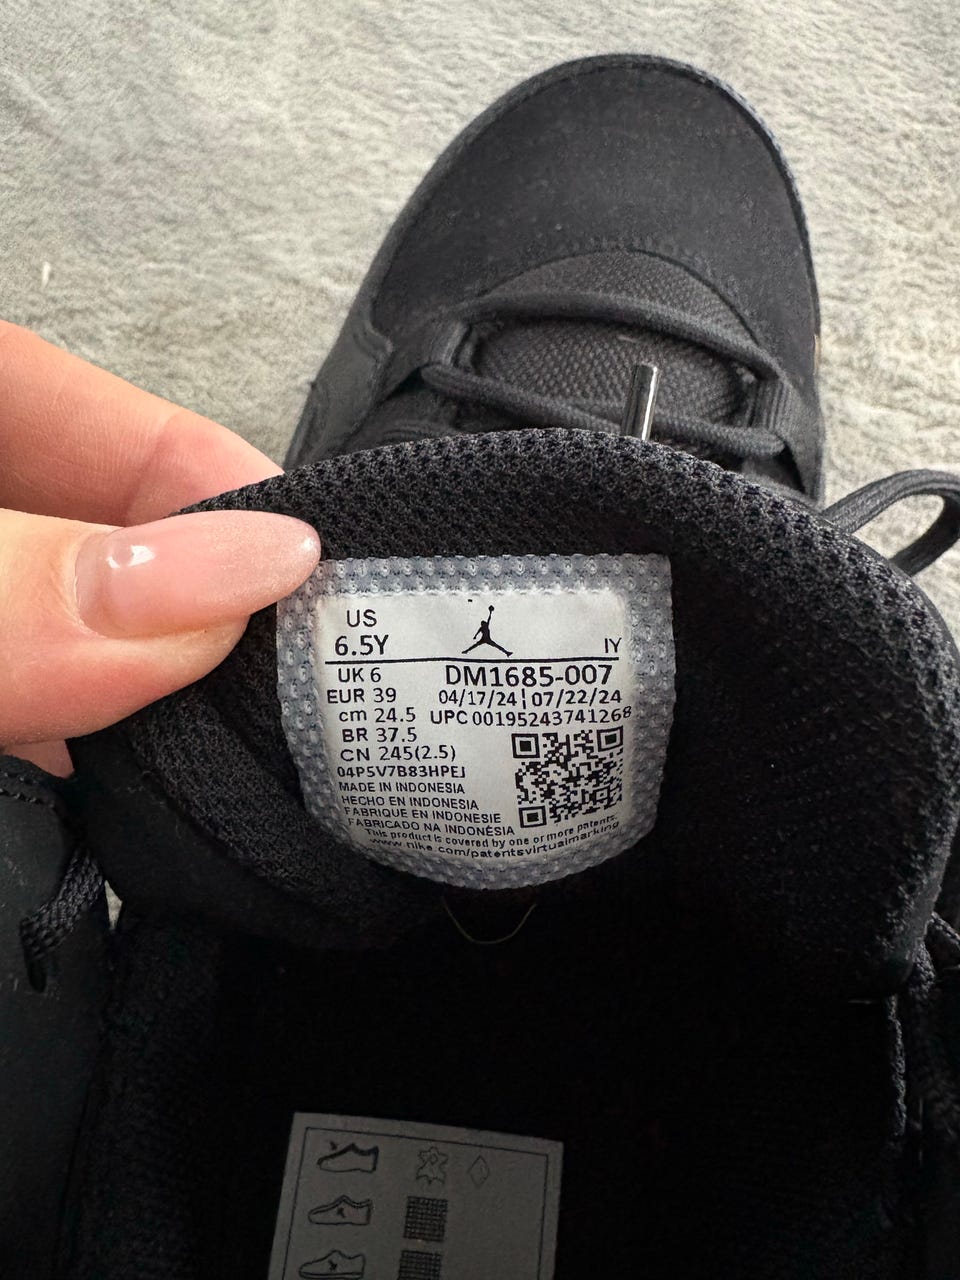 US
6.5Y IY
UK 6 DM1685-007
EUR 39 04/17/24 07/22/24
cm 24.5 UPC 00195243741268
BR 37.5
CN 245(2.5)
04P5V7B83HPEJ
MADE IN INDONESIA
HECHO EN INDONESIA
FABRIQUE EN INDONESIE
FABRICADO NA INDONÉSIA
This product is covered by one or more patents.
www.nike.com/patentsvirtualmarking